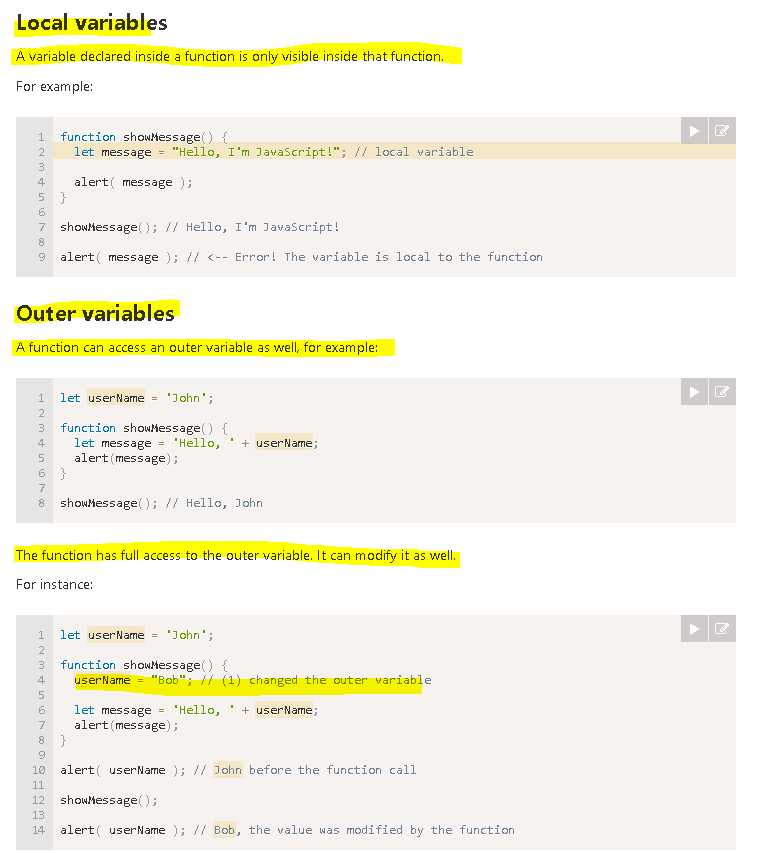 Local variables
A variable declared inside a function is only visible inside that function.
For example:
1 function showMessage() {
2   let message = "Hello, I'm JavaScript!"; // local variable
3
4   alert( message );
5 }
6
7 showMessage(); // Hello, I'm JavaScript!
8
9 alert( message ); // <-- Error! The variable is local to the function
Outer variables
A function can access an outer variable as well, for example:
1 let userName = 'John';
2
3 function showMessage() {
4   let message = 'Hello, ' + userName;
5   alert(message);
6 }
7
8 showMessage(); // Hello, John
The function has full access to the outer variable. It can modify it as well.
For instance:
1 let userName = 'John';
2
3 function showMessage() {
4   userName = "Bob"; // (1) changed the outer variable
5
6   let message = 'Hello, ' + userName;
7   alert(message);
8 }
9
10 alert( userName ); // John before the function call
11
12 showMessage();
13
14 alert( userName ); // Bob, the value was modified by the function